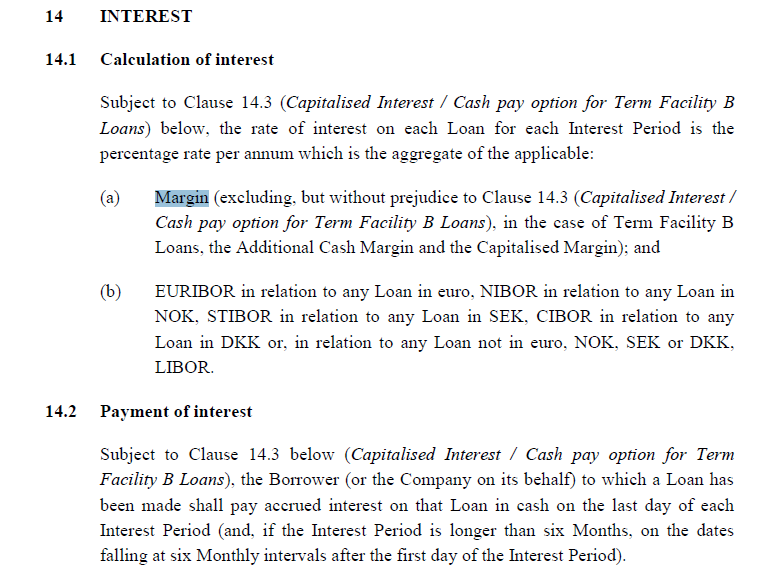 14 INTEREST
14.1 Calculation of interest
Subject to Clause 14.3 (Capitalised Interest / Cash pay option for Term Facility B
Loans) below, the rate of interest on each Loan for each Interest Period is the
percentage rate per annum which is the aggregate of the applicable:
(a) Margin (excluding, but without prejudice to Clause 14.3 (Capitalised Interest /
Cash pay option for Term Facility B Loans), in the case of Term Facility B
Loans, the Additional Cash Margin and the Capitalised Margin); and
(b) EURIBOR in relation to any Loan in euro, NIBOR in relation to any Loan in
NOK, STIBOR in relation to any Loan in SEK, CIBOR in relation to any
Loan in DKK or, in relation to any Loan not in euro, NOK, SEK or DKK,
LIBOR.
14.2 Payment of interest
Subject to Clause 14.3 below (Capitalised Interest / Cash pay option for Term
Facility B Loans), the Borrower (or the Company on its behalf) to which a Loan has
been made shall pay accrued interest on that Loan in cash on the last day of each
Interest Period (and, if the Interest Period is longer than six Months, on the dates
falling at six Monthly intervals after the first day of the Interest Period).